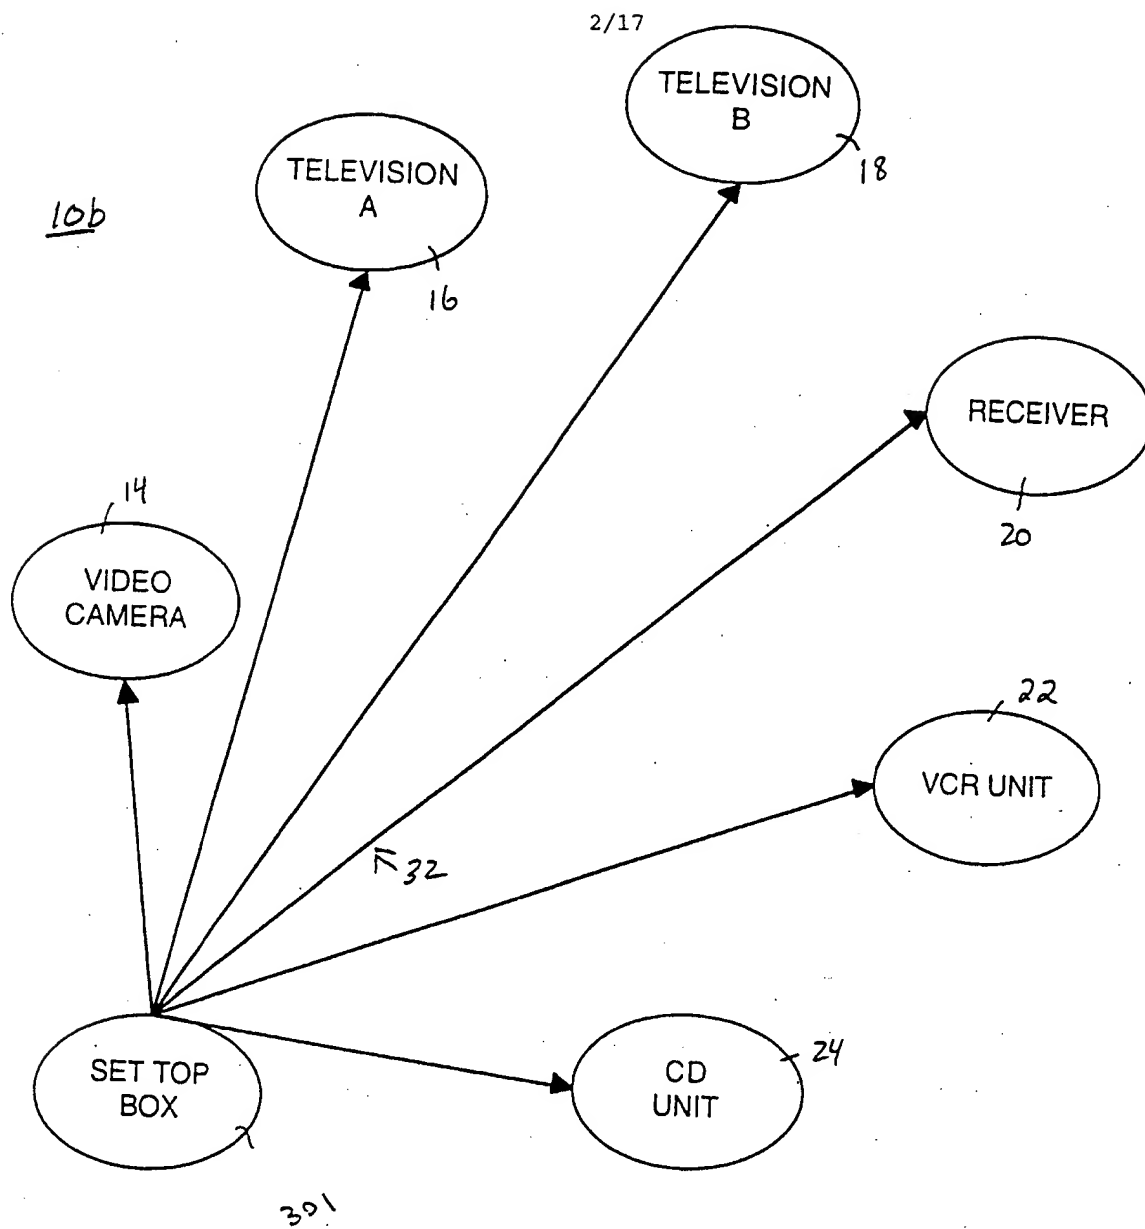 2/17
TELEVISION
B
18
TELEVISION
A
16
10b
RECEIVER
20
14
VIDEO
CAMERA
22
VCR UNIT
32
SET TOP
BOX
301
CD
UNIT
24